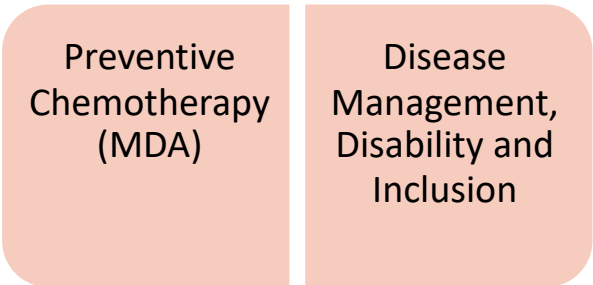 Preventive
Chemotherapy
(MDA)
Disease
Management,
Disability and
Inclusion